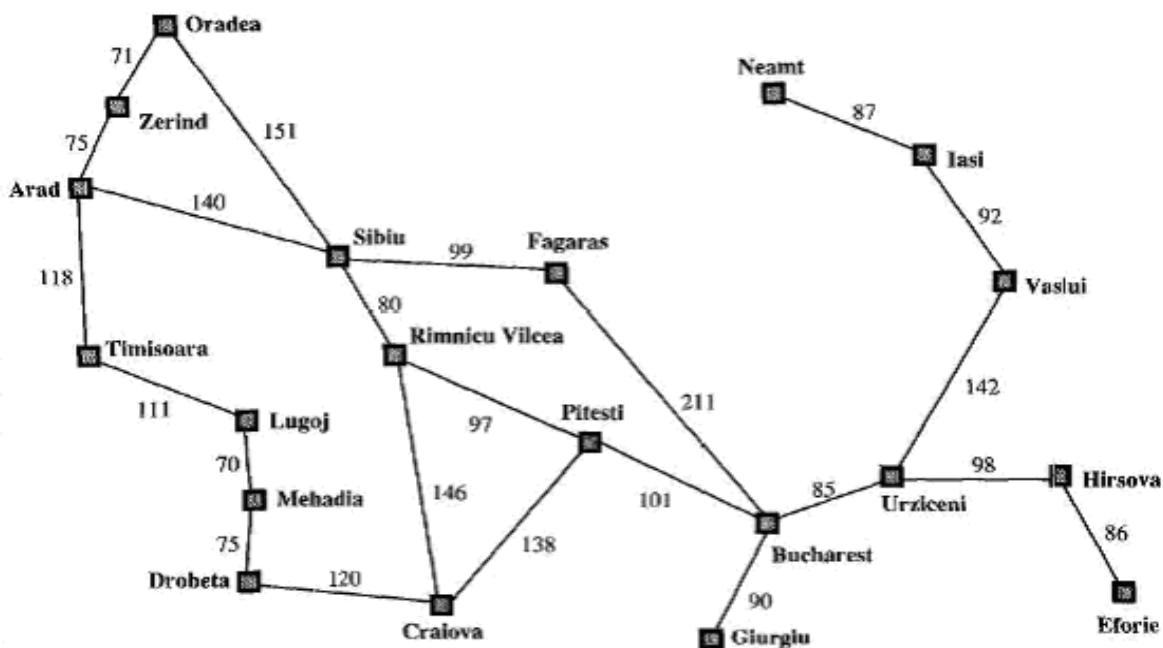 Oradea
71
Neamt
87
Zerind
151
75
Iasi
Arad
140
92
Sibiu
Fagaras
99
118
Vaslui
80
Rimnicu Vilcea
Timisoara
142
111
211
Lugoj
97
Pitesti
70
98
Hirsova
146
85
Mehadia
101
Urziceni
86
75
138
Bucharest
Drobeta
120
90
Craiova
Giurgiu
Eforie